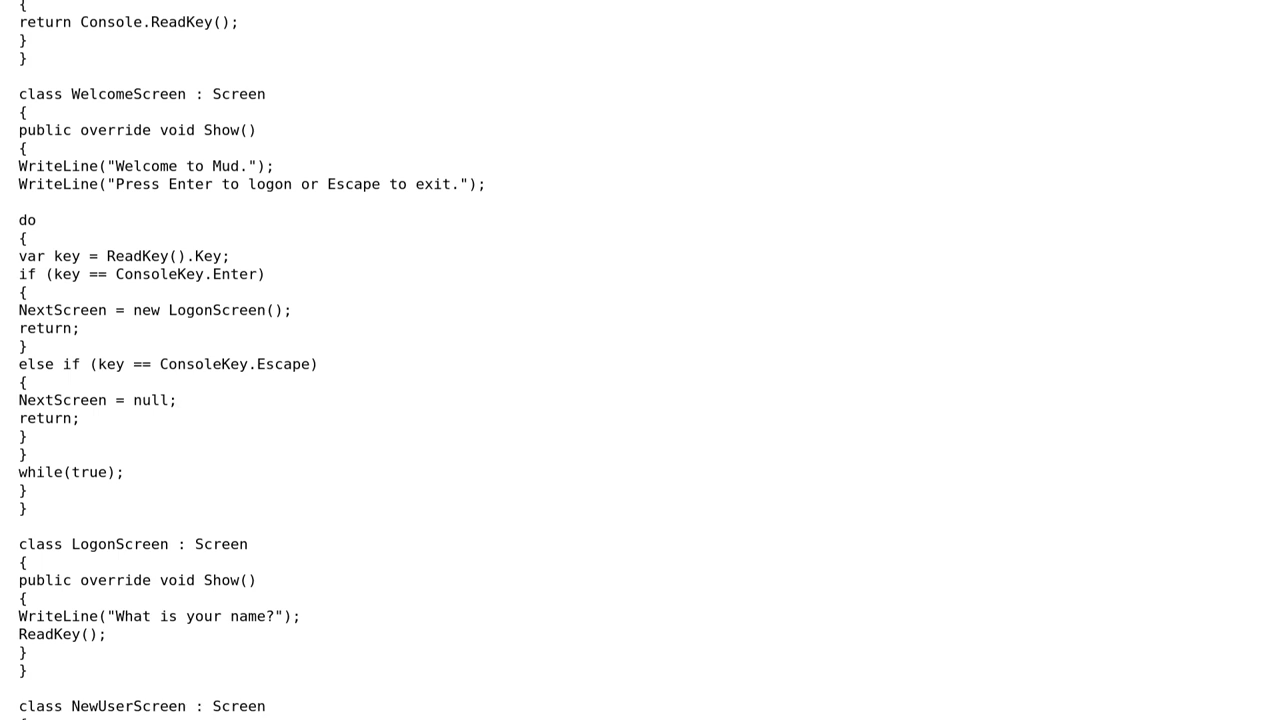 {
return Console.ReadKey();
}
}

class WelcomeScreen : Screen
{
public override void Show()
{
WriteLine("Welcome to Mud.");
WriteLine("Press Enter to logon or Escape to exit.");

do
{
var key = ReadKey().Key;
if (key == ConsoleKey.Enter)
{
NextScreen = new LogonScreen();
return;
}
else if (key == ConsoleKey.Escape)
{
NextScreen = null;
return;
}
}
while(true);
}
}

class LogonScreen : Screen
{
public override void Show()
{
WriteLine("What is your name?");
ReadKey();
}
}

class NewUserScreen : Screen
{